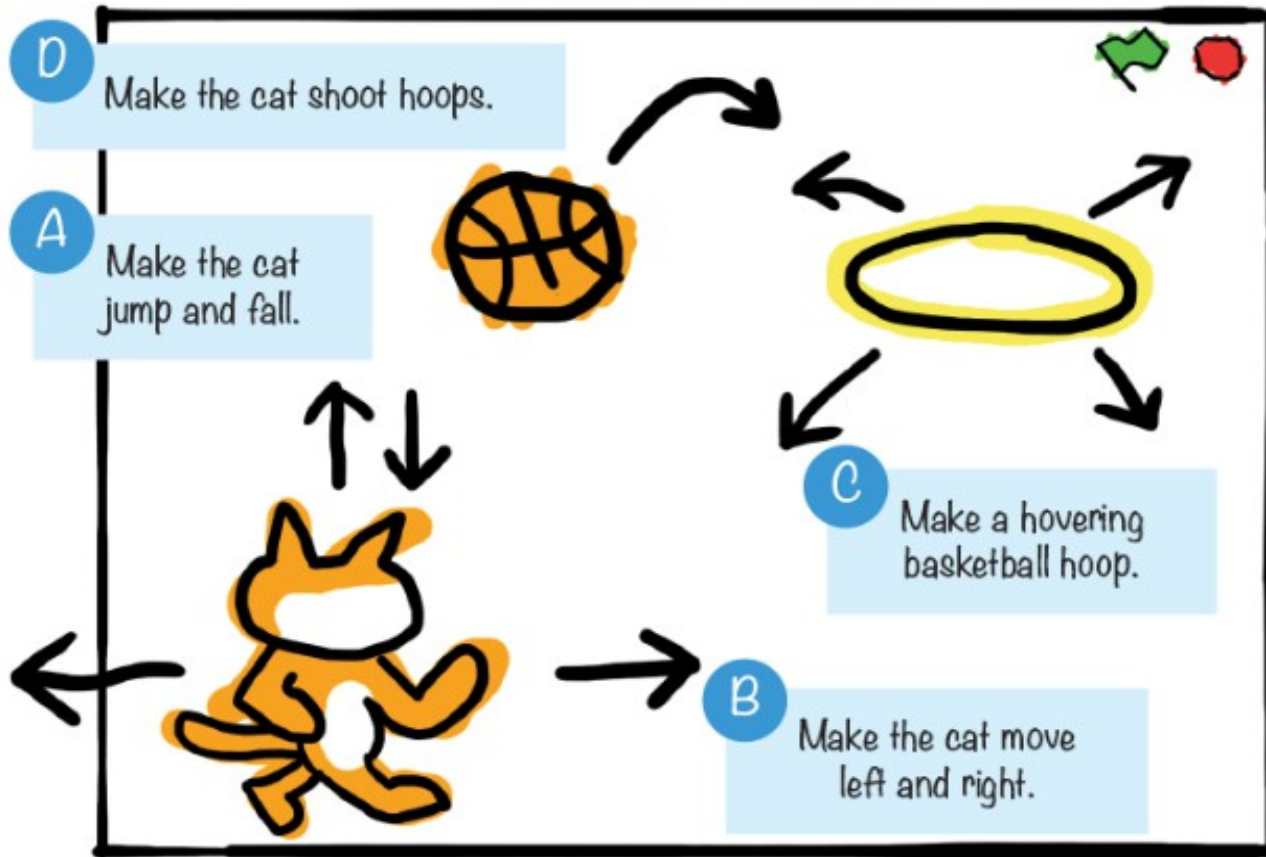 D
Make the cat shoot hoops.
A
Make the cat
jump and fall.
C
Make a hovering
basketball hoop.
B
Make the cat move
left and right.